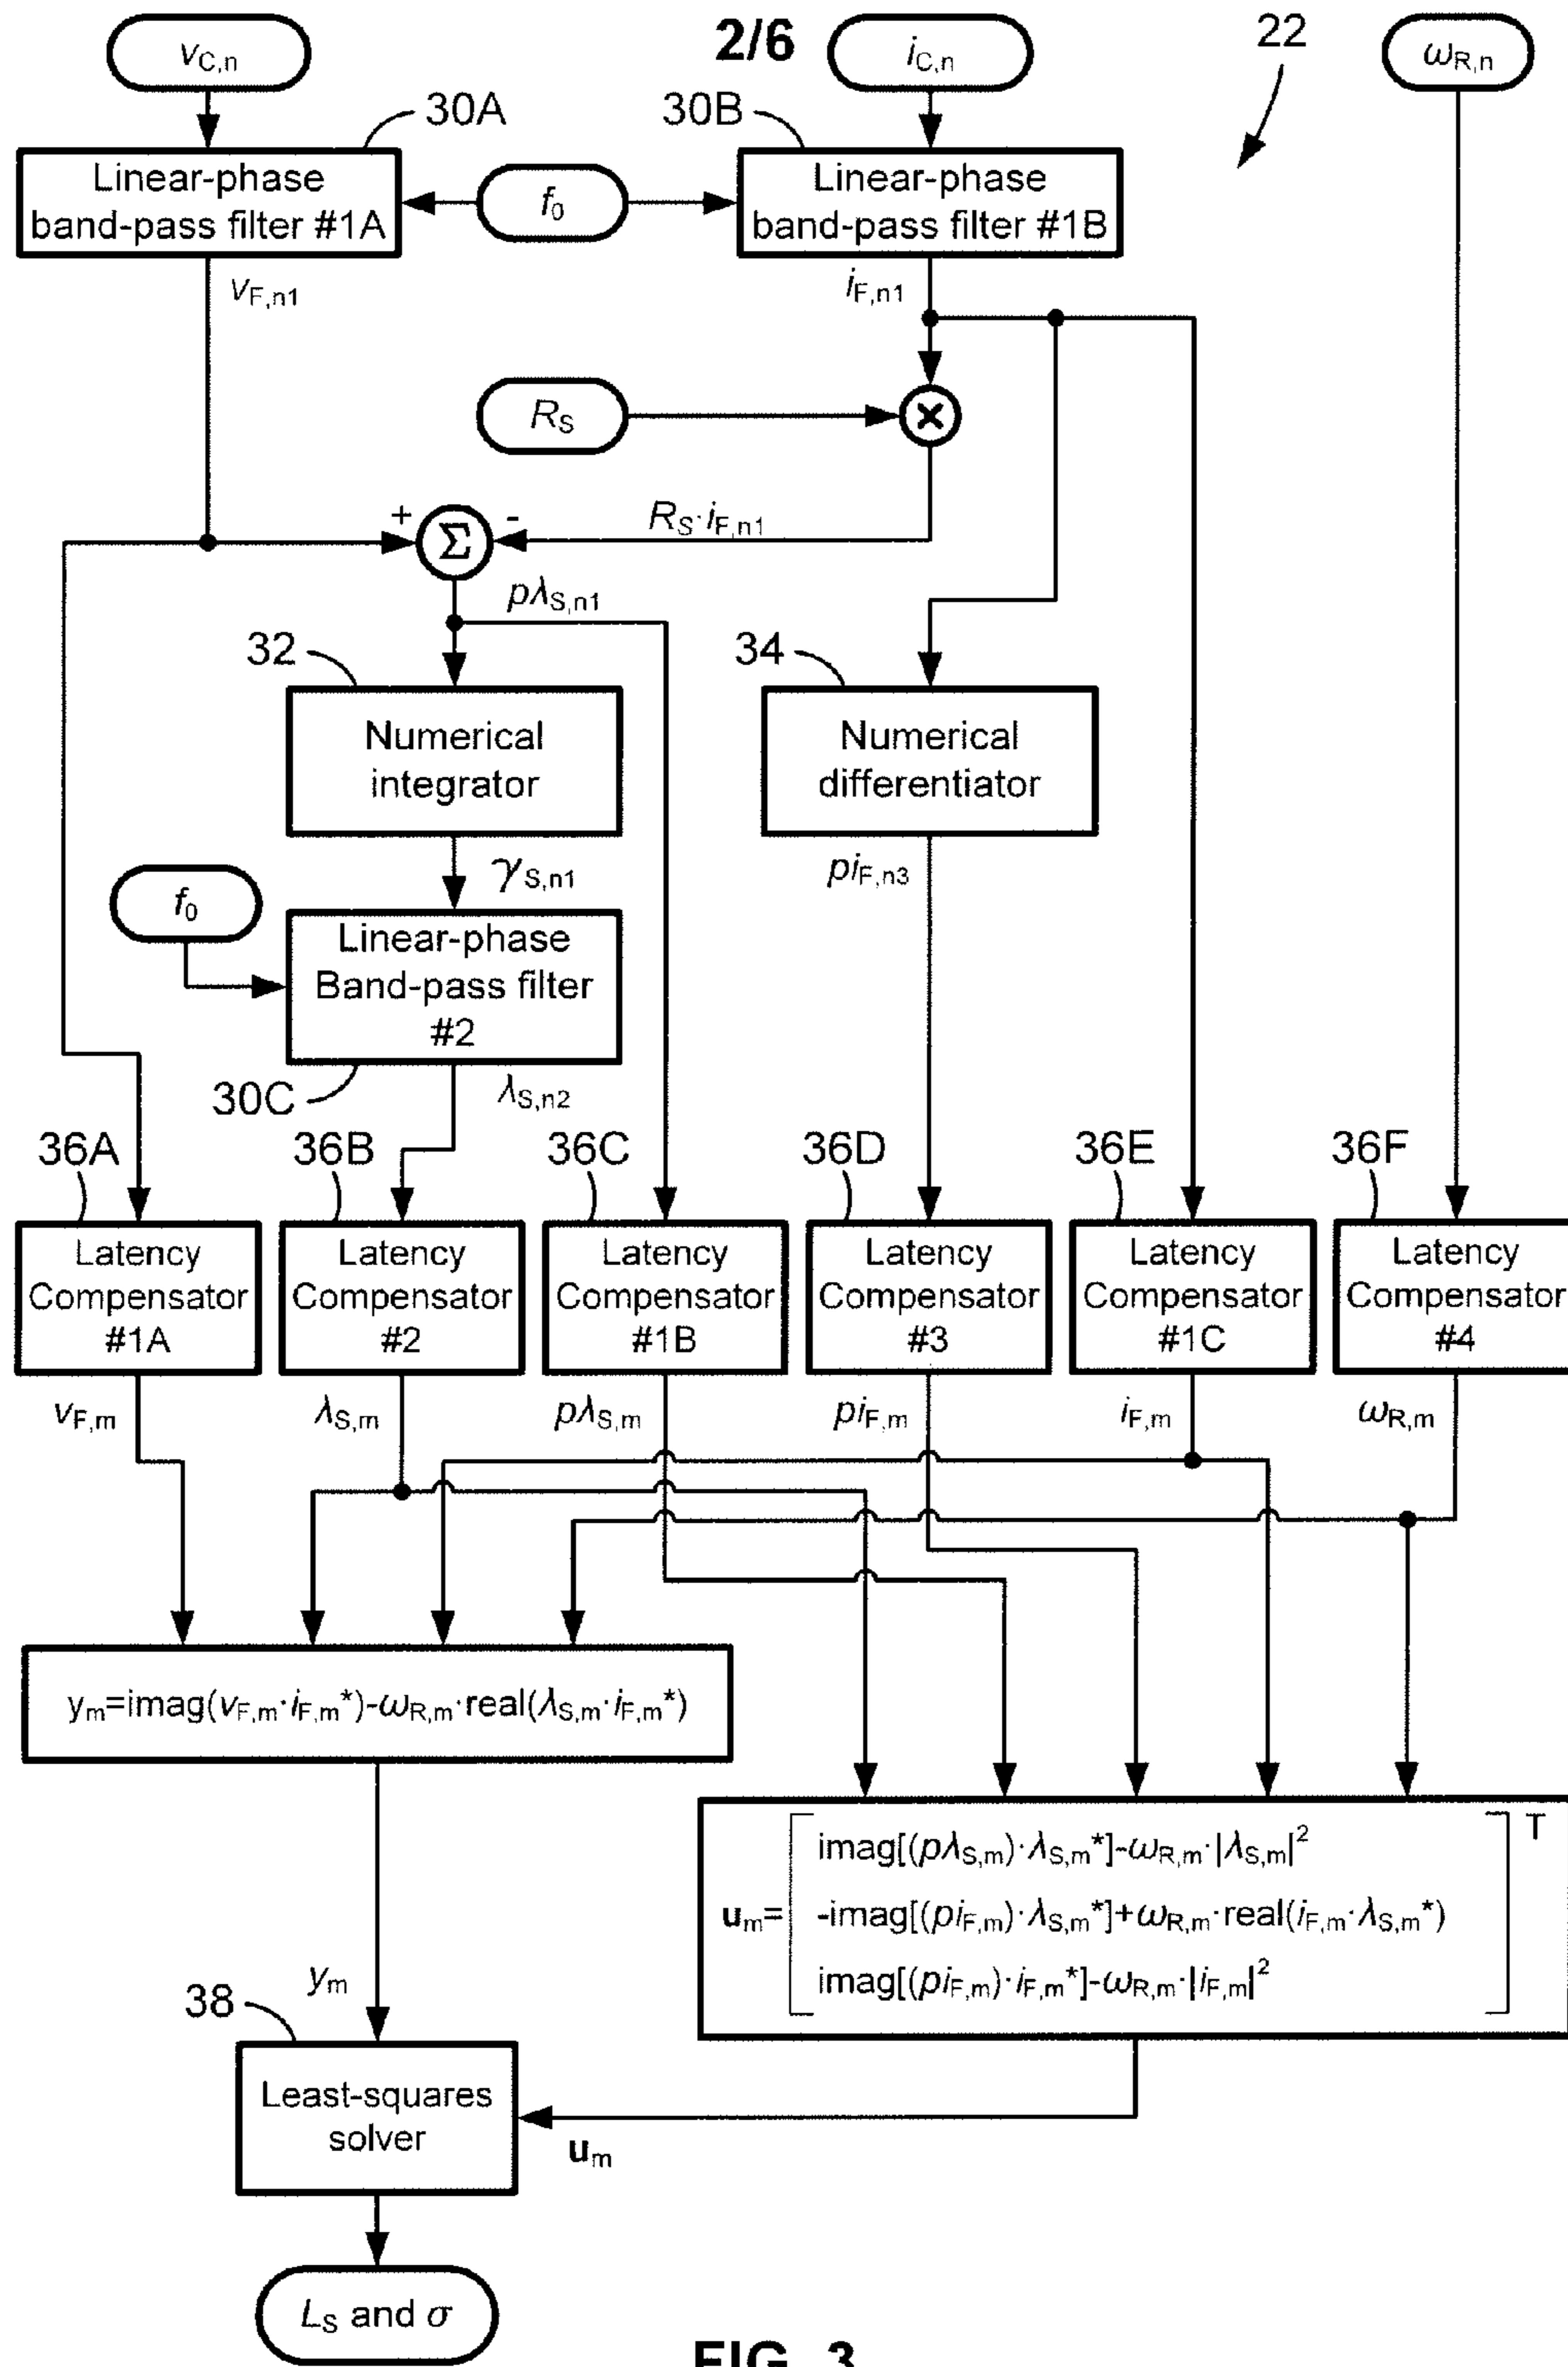 2/6
v_C,n
i_C,n
22
ω_R,n
30A
30B
Linear-phase
band-pass filter #1A
f_0
Linear-phase
band-pass filter #1B
v_F,n1
i_F,n1
R_S
×
+
-
R_S·i_F,n1
Σ
pλ_S,n1
32
34
Numerical
integrator
Numerical
differentiator
γ_S,n1
pi_F,n3
f_0
Linear-phase
Band-pass filter
#2
30C
λ_S,n2
36A
36B
36C
36D
36E
36F
Latency
Compensator
#1A
Latency
Compensator
#2
Latency
Compensator
#1B
Latency
Compensator
#3
Latency
Compensator
#1C
Latency
Compensator
#4
v_F,m
λ_S,m
pλ_S,m
pi_F,m
i_F,m
ω_R,m
y_m=imag(v_F,m·i_F,m*)-ω_R,m·real(λ_S,m·i_F,m*)
T
imag[(pλ_S,m)·λ_S,m*]-ω_R,m·|λ_S,m|²
u_m= -imag[(pi_F,m)·λ_S,m*]+ω_R,m·real(i_F,m·λ_S,m*)
imag[(pi_F,m)·i_F,m*]-ω_R,m·|i_F,m|²
y_m
38
Least-squares
solver
u_m
L_S and σ
FIG. 3